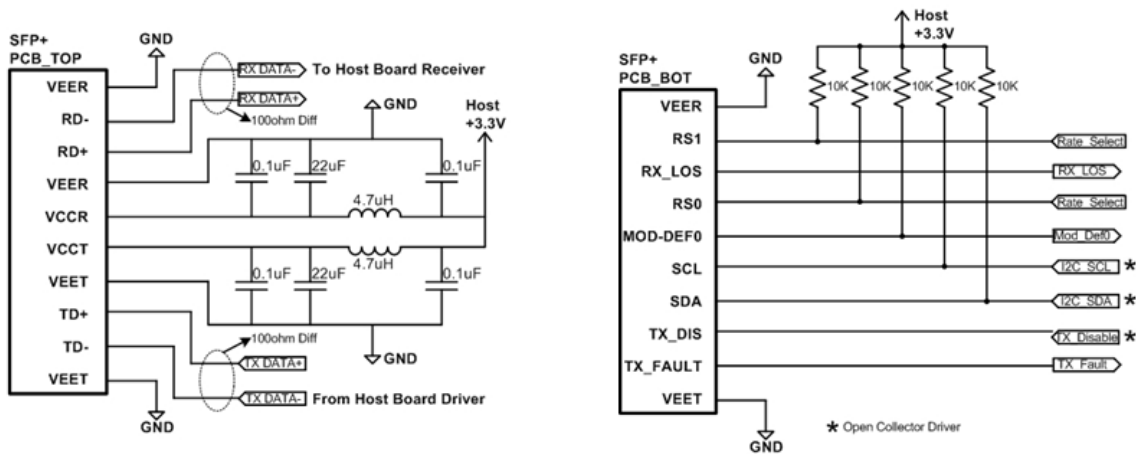 SFP+
PCB_TOP
GND
VEER
RX DATA-
To Host Board Receiver
RD-
RX DATA+
GND
Host
+3.3V
100ohm Diff
RD+
VEER
0.1uF
22uF
0.1uF
4.7uH
VCCR
VCCT
4.7uH
0.1uF
22uF
0.1uF
VEET
TD+
100ohm Diff
GND
TX DATA+
TD-
VEET
TX DATA-
From Host Board Driver
GND
Host
+3.3V
SFP+
PCB_BOT
GND
10K
10K
10K
10K
10K
VEER
RS1
Rate_Select
RX_LOS
RX_LOS
RS0
Rate_Select
MOD-DEF0
Mod_Def0
SCL
I2C_SCL *
SDA
I2C_SDA *
TX_DIS
TX_Disable *
TX_FAULT
TX_Fault
VEET
* Open Collector Driver
GND